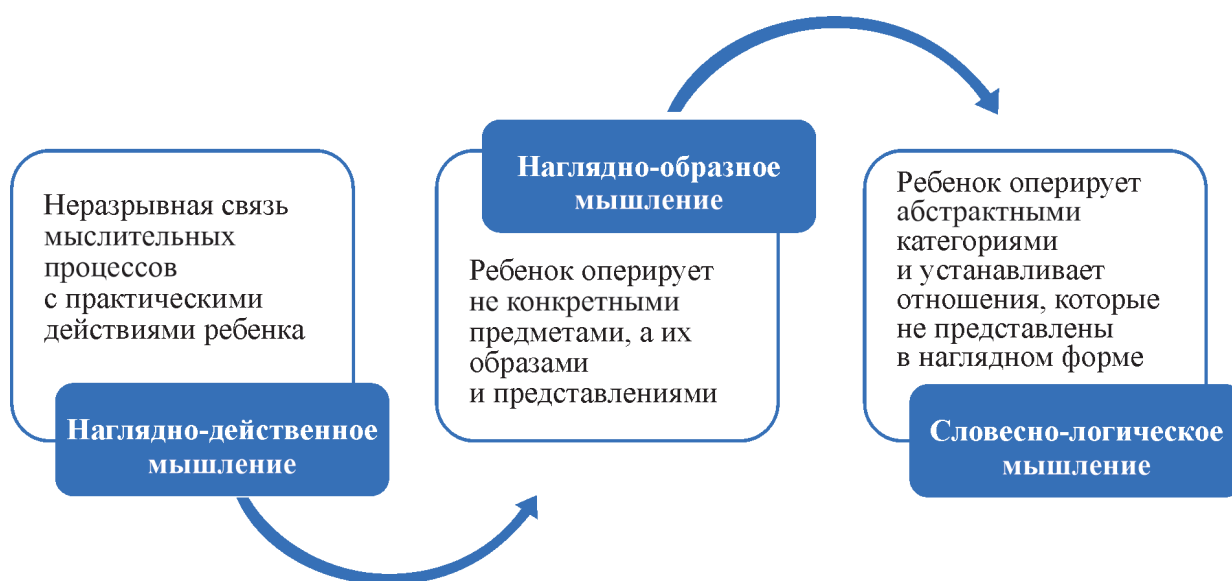 Неразрывная связь
мыслительных
процессов
с практическими
действиями ребенка
Наглядно-действенное
мышление
Наглядно-образное
мышление
Ребенок оперирует
не конкретными
предметами, а их
образами
и представлениями
Ребенок оперирует
абстрактными
категориями
и устанавливает
отношения, которые
не представлены
в наглядном форме
Словесно-логическое
мышление